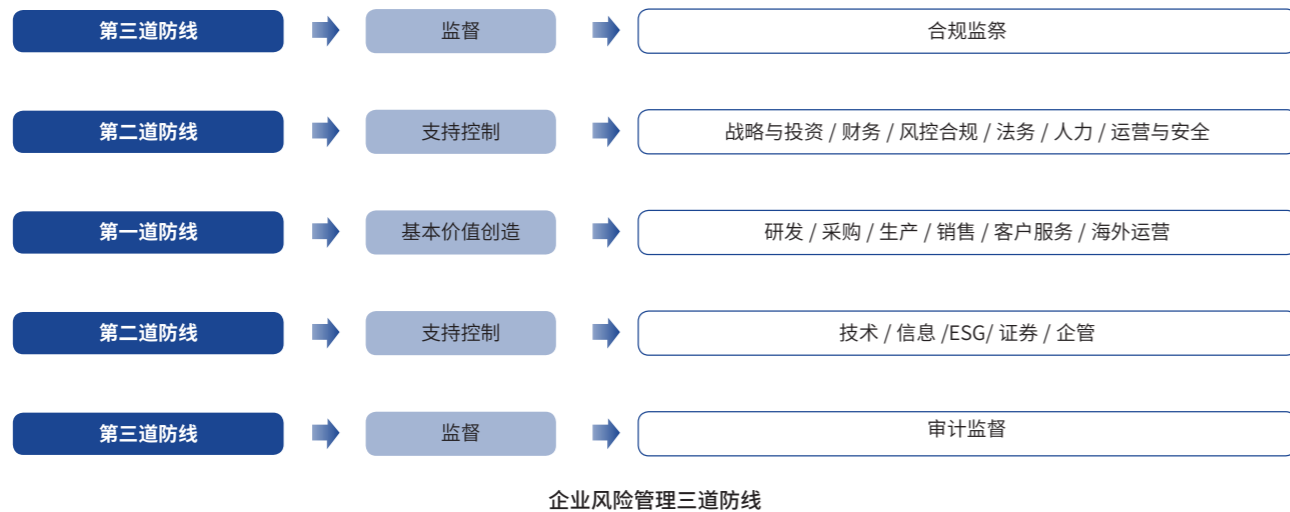 第三道防线 监督 合规监祭
第二道防线 支持控制 战略与投资 / 财务 / 风控合规 / 法务 / 人力 / 运营与安全
第一道防线 基本价值创造 研发 / 采购 / 生产 / 销售 / 客户服务 / 海外运营
第二道防线 支持控制 技术 / 信息 /ESG/ 证券 / 企管
第三道防线 监督 审计监督
企业风险管理三道防线